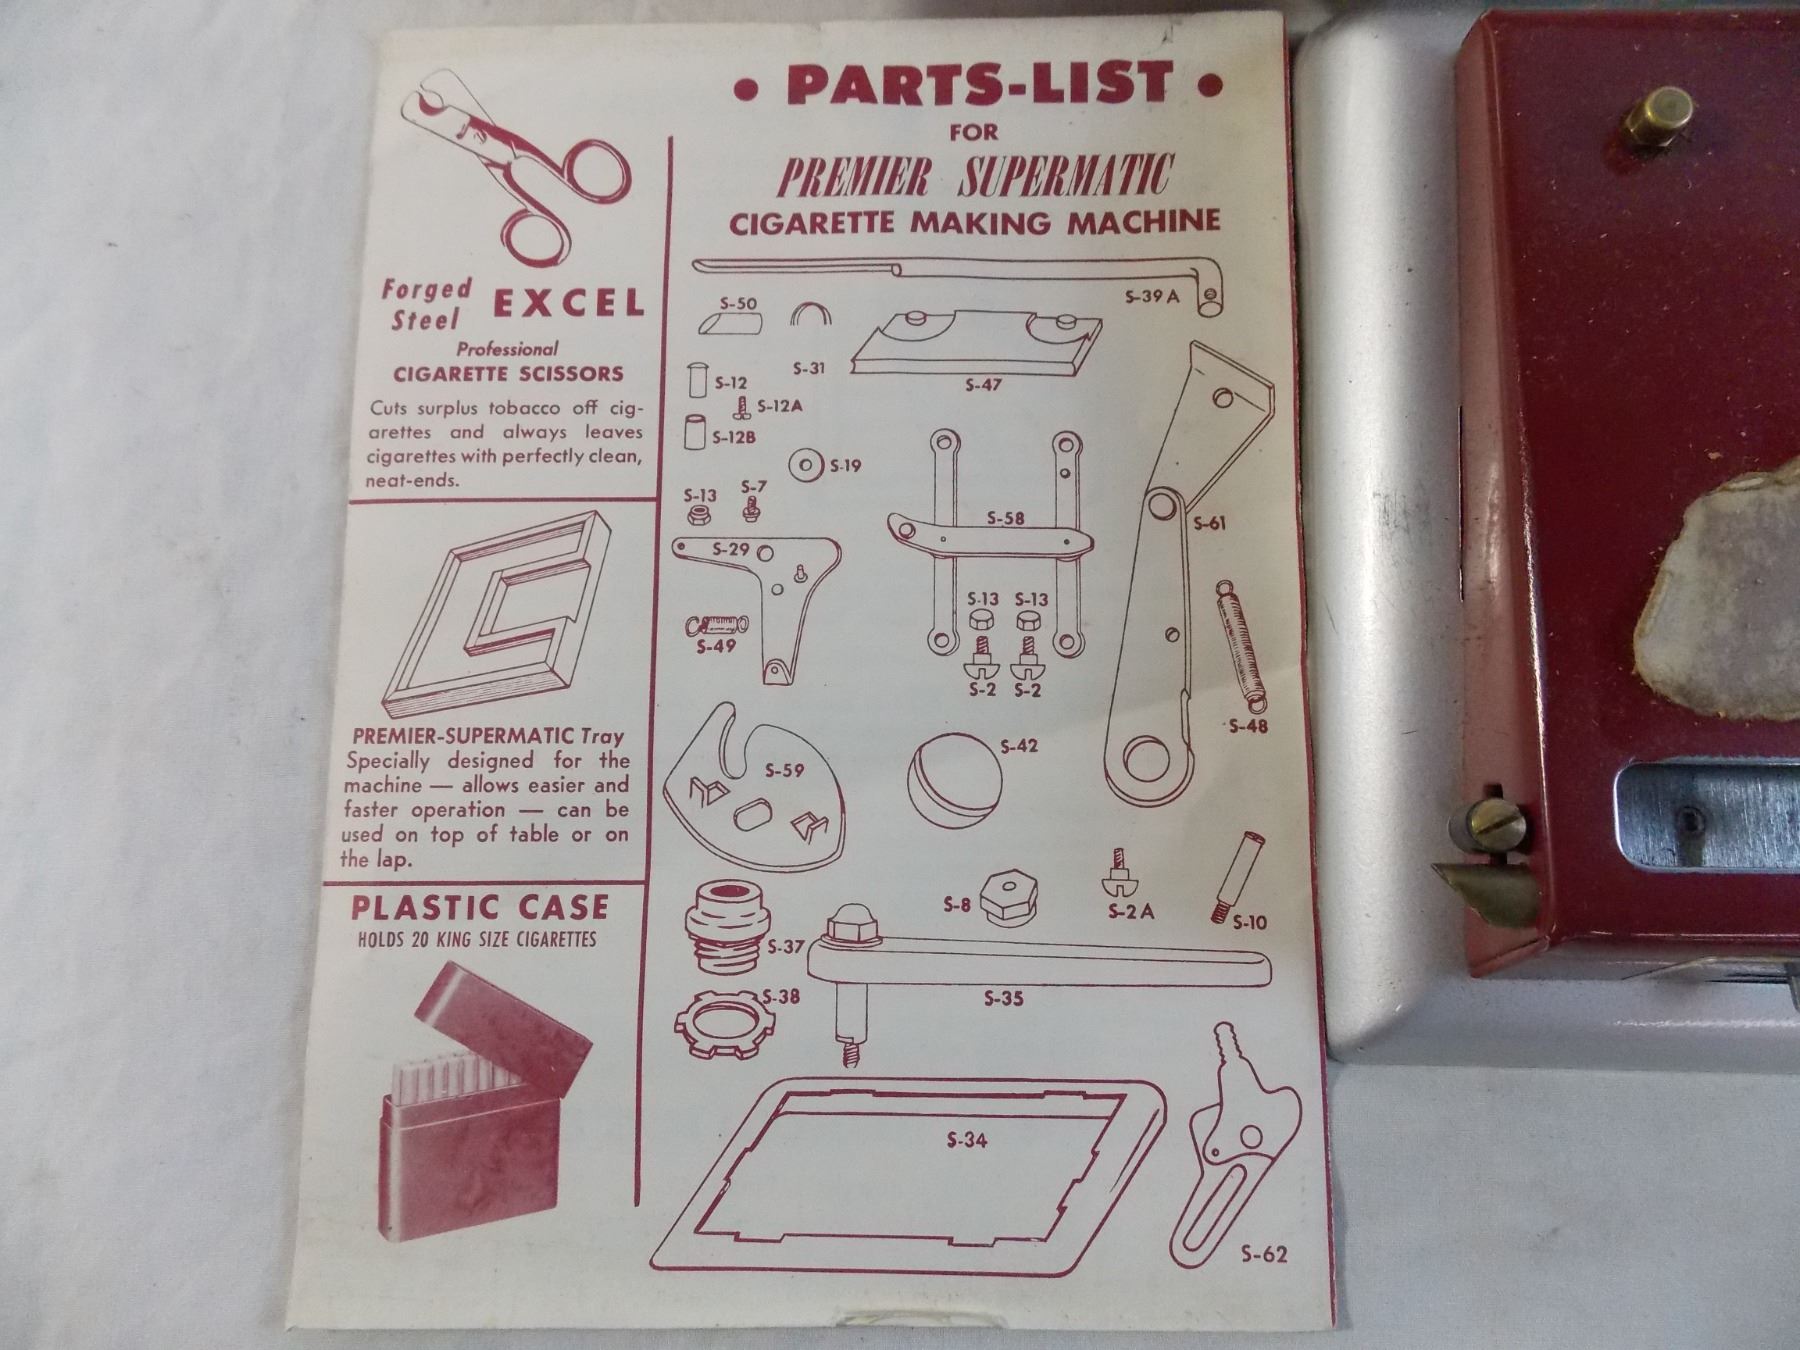 • PARTS-LIST •
FOR
PREMIER SUPERMATIC
CIGARETTE MAKING MACHINE
Forged
Steel EXCEL
Professional
CIGARETTE SCISSORS
Cuts surplus tobacco off cig-
arettes and always leaves
cigarettes with perfectly clean,
neat-ends.
PREMIER-SUPERMATIC Tray
Specially designed for the
machine — allows easier and
faster operation — can be
used on top of table or on
the lap.
PLASTIC CASE
HOLDS 20 KING SIZE CIGARETTES
S-39A
S-50
S-31
S-47
S-12
S-12A
S-12B
S-19
S-13
S-7
S-58
S-61
S-29
S-13
S-13
S-49
S-2
S-2
S-48
S-59
S-42
S-8
S-2A
S-10
S-37
S-38
S-35
S-34
S-62